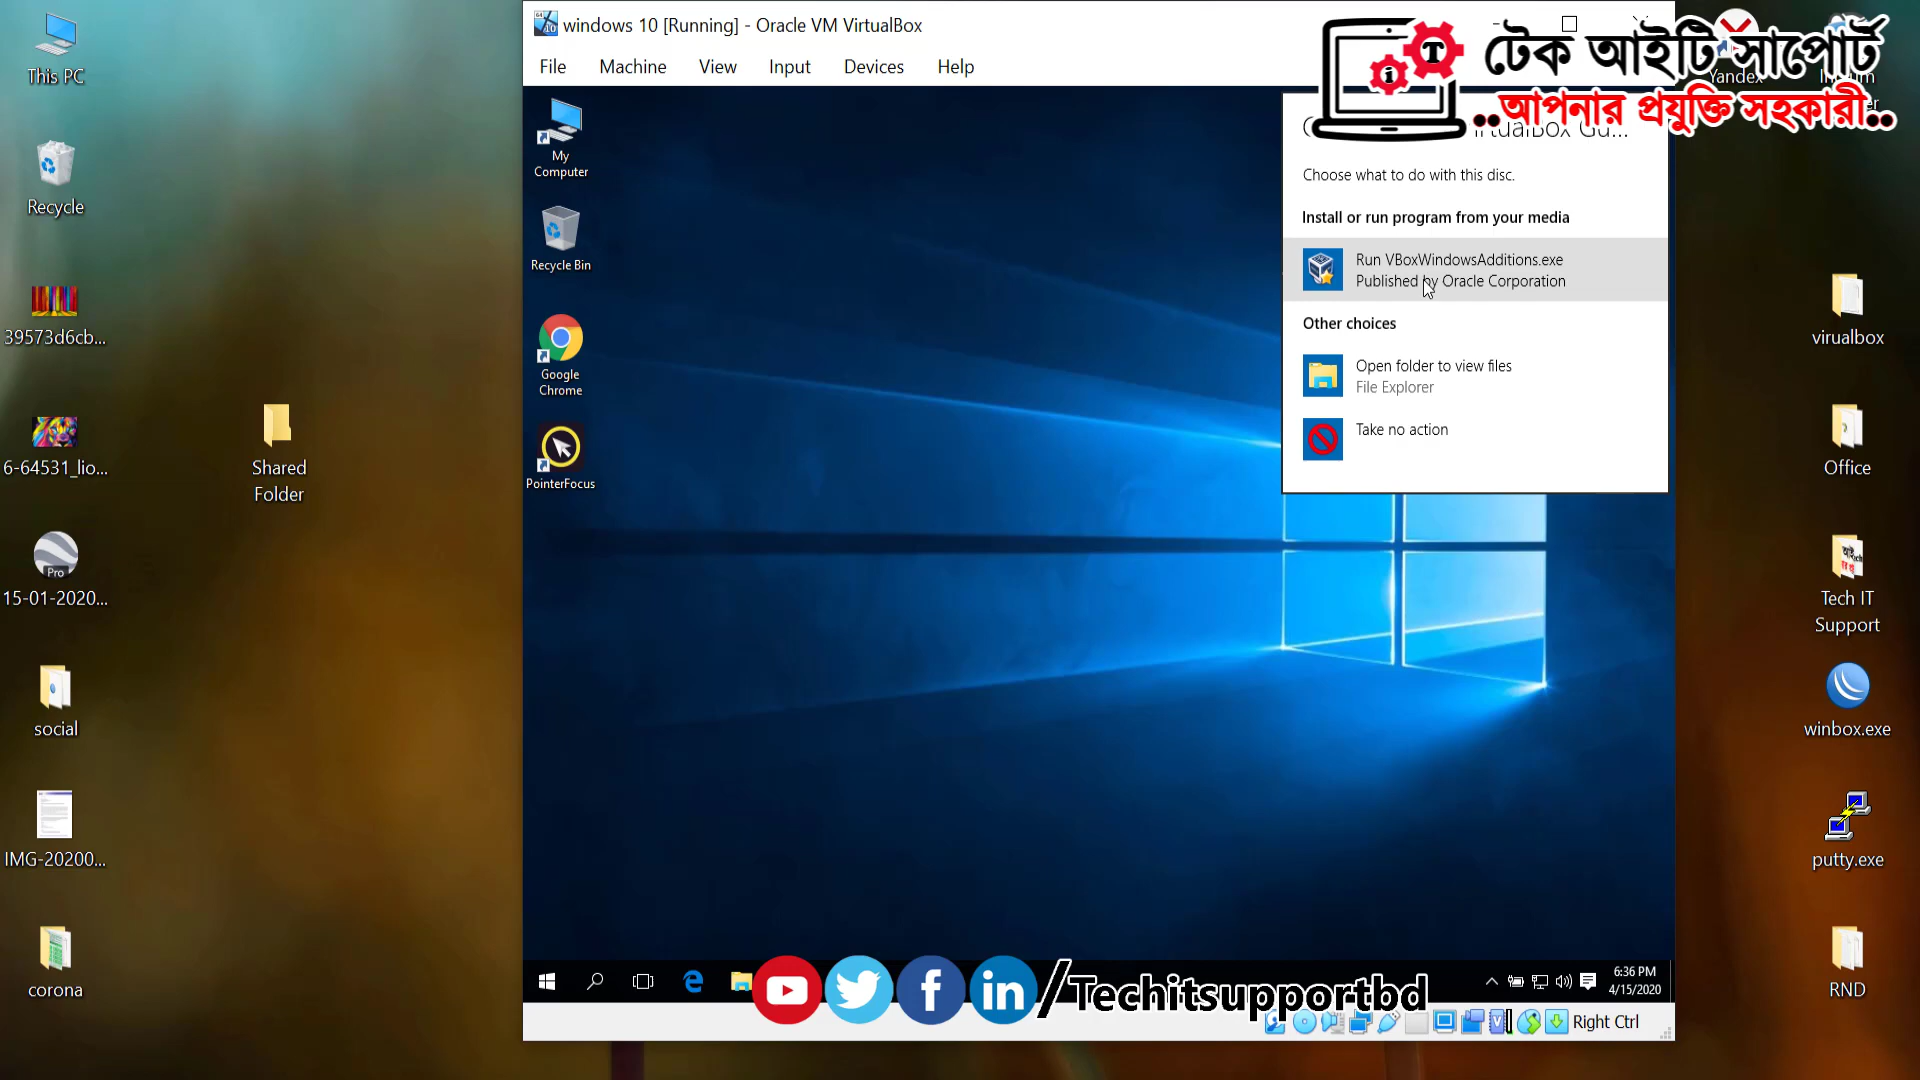 This PC
Recycle
39573d6cb...
6-64531_lio...
Pro
15-01-2020...
social
IMG-20200...
corona
Shared
Folder
windows 10 [Running] - Oracle VM VirtualBox
File Machine View Input Devices Help
My
Computer
Recycle Bin
Google
Chrome
PointerFocus
টেক আইটি সাপোর্ট
..আপনার প্রযুক্তি সহকারী..
Choose what to do with this disc.
Install or run program from your media
Run VBoxWindowsAdditions.exe
Published by Oracle Corporation
Other choices
Open folder to view files
File Explorer
Take no action
6:36 PM
4/15/2020
/Techitsupportbd
Right Ctrl
Yandex
virualbox
Office
Tech IT
Support
winbox.exe
putty.exe
RND